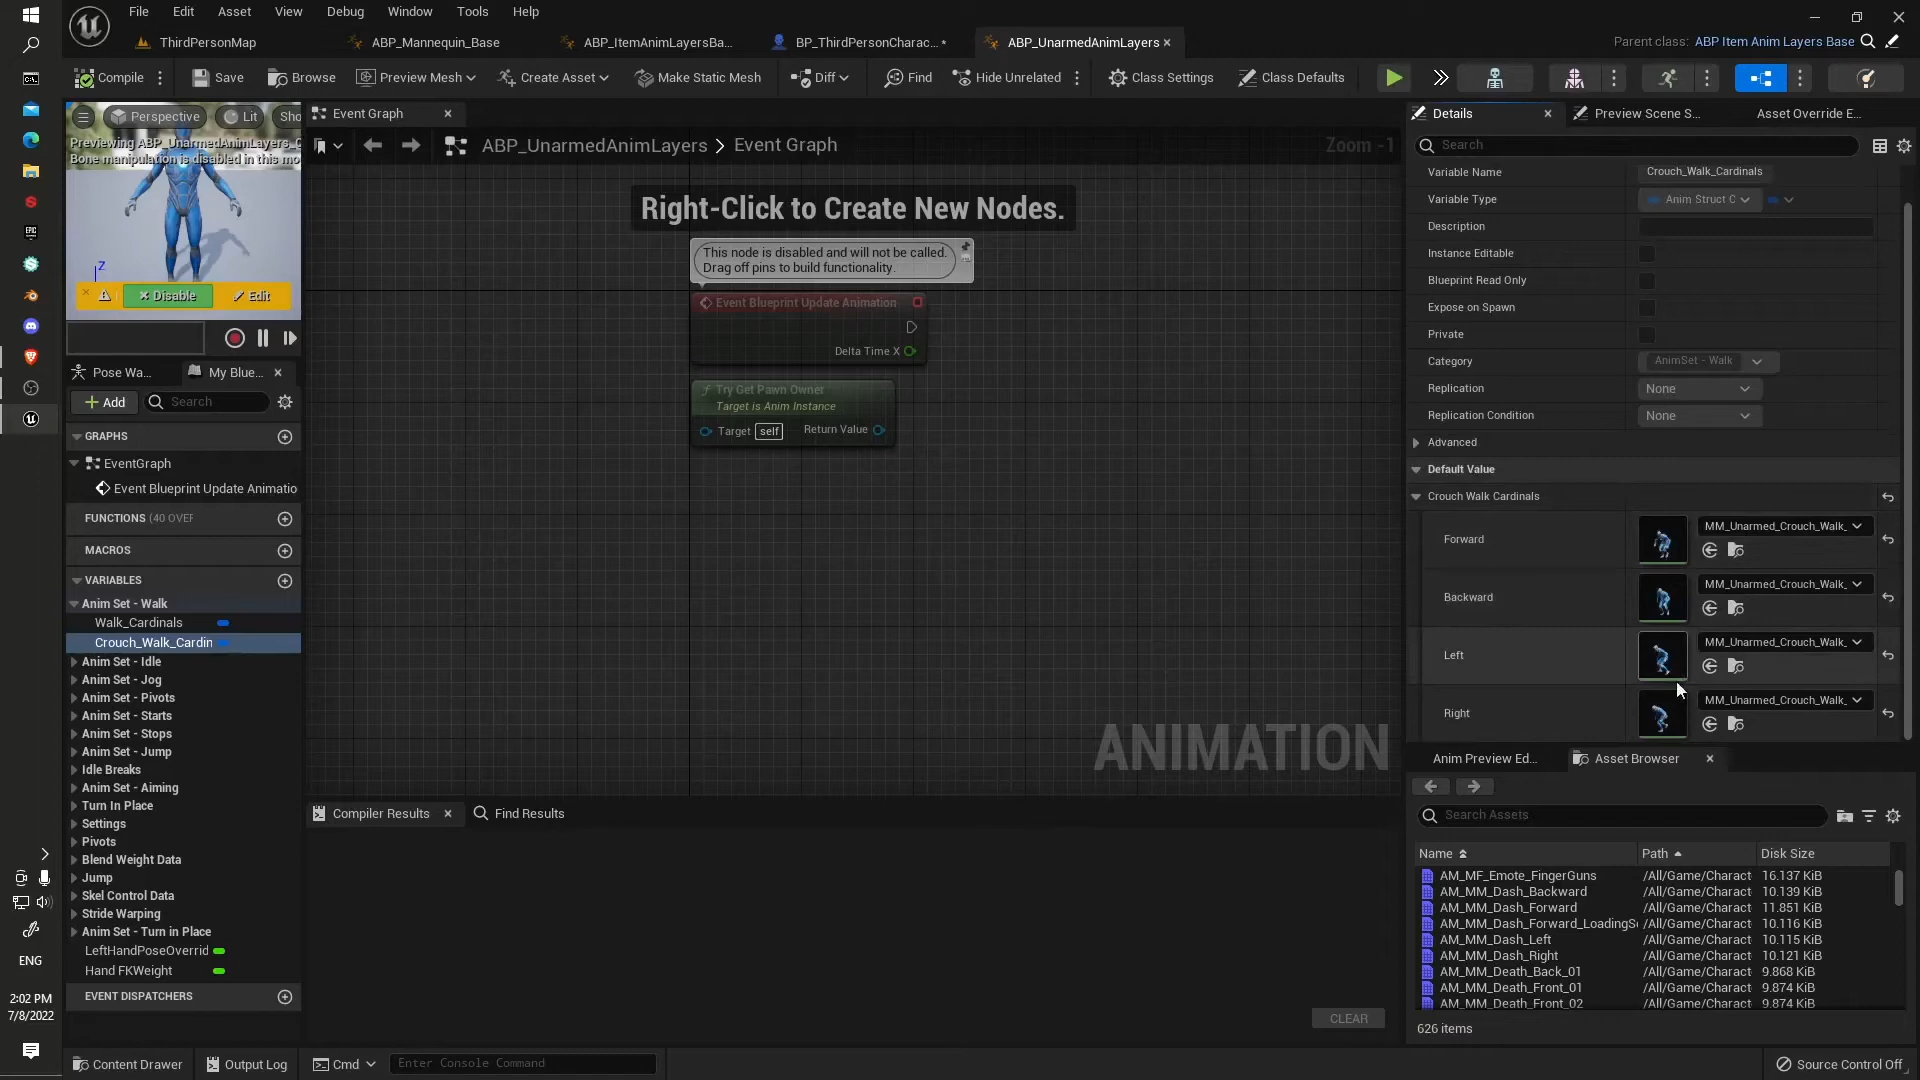 File Edit Asset View Debug Window Tools Help
ThirdPersonMap ABP_Mannequin_Base ABP_ItemAnimLayersBa... BP_ThirdPersonCharac...* ABP_UnarmedAnimLayers Parent class: ABP Item Anim Layers Base
Compile Save Browse Preview Mesh Create Asset Make Static Mesh Diff Find Hide Unrelated Class Settings Class Defaults
Perspective Lit Sho
Previewing ABP_UnarmedAnimLayers_C
Bone manipulation is disabled in this mo
Z
Disable Edit
Pose Wa... My Blue...
Add Search
GRAPHS
EventGraph
Event Blueprint Update Animatio
FUNCTIONS (40 OVER
MACROS
VARIABLES
Anim Set - Walk
Walk_Cardinals
Crouch_Walk_Cardin
Anim Set - Idle
Anim Set - Jog
Anim Set - Pivots
Anim Set - Starts
Anim Set - Stops
Anim Set - Jump
Idle Breaks
Anim Set - Aiming
Turn In Place
Settings
Pivots
Blend Weight Data
Jump
Skel Control Data
Stride Warping
Anim Set - Turn in Place
LeftHandPoseOverrid
Hand FKWeight
EVENT DISPATCHERS
Event Graph
ABP_UnarmedAnimLayers > Event Graph Zoom -1
Right-Click to Create New Nodes.
This node is disabled and will not be called.
Drag off pins to build functionality.
Event Blueprint Update Animation
Delta Time X
Try Get Pawn Owner
Target is Anim Instance
Target self Return Value
ANIMATION
Compiler Results Find Results
CLEAR
Details Preview Scene S... Asset Override E...
Search
Variable Name Crouch_Walk_Cardinals
Variable Type Anim Struct C
Description
Instance Editable
Blueprint Read Only
Expose on Spawn
Private
Category AnimSet - Walk
Replication None
Replication Condition None
Advanced
Default Value
Crouch Walk Cardinals
Forward MM_Unarmed_Crouch_Walk_
Backward MM_Unarmed_Crouch_Walk_
Left MM_Unarmed_Crouch_Walk_
Right MM_Unarmed_Crouch_Walk_
Anim Preview Ed... Asset Browser
Search Assets
Name Path Disk Size
AM_MF_Emote_FingerGuns /All/Game/Charact 16.137 KiB
AM_MM_Dash_Backward /All/Game/Charact 10.139 KiB
AM_MM_Dash_Forward /All/Game/Charact 11.851 KiB
AM_MM_Dash_Forward_LoadingSc /All/Game/Charact 10.116 KiB
AM_MM_Dash_Left /All/Game/Charact 10.115 KiB
AM_MM_Dash_Right /All/Game/Charact 10.121 KiB
AM_MM_Death_Back_01 /All/Game/Charact 9.868 KiB
AM_MM_Death_Front_01 /All/Game/Charact 9.874 KiB
AM_MM_Death_Front_02 /All/Game/Charact 9.874 KiB
626 items
ENG
2:02 PM
7/8/2022
Content Drawer Output Log Cmd Enter Console Command Source Control Off